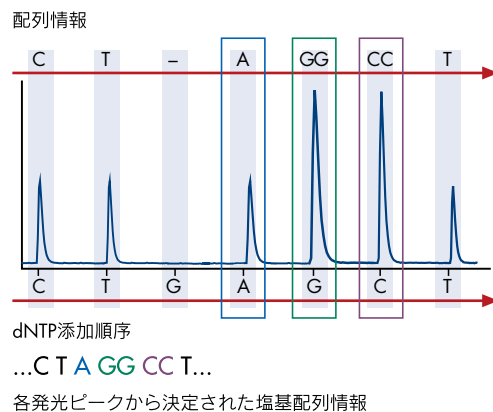 配列情報
C T – A GG CC T
C T G A G C T
dNTP添加順序
...C T A GG CC T...
各発光ピークから決定された塩基配列情報